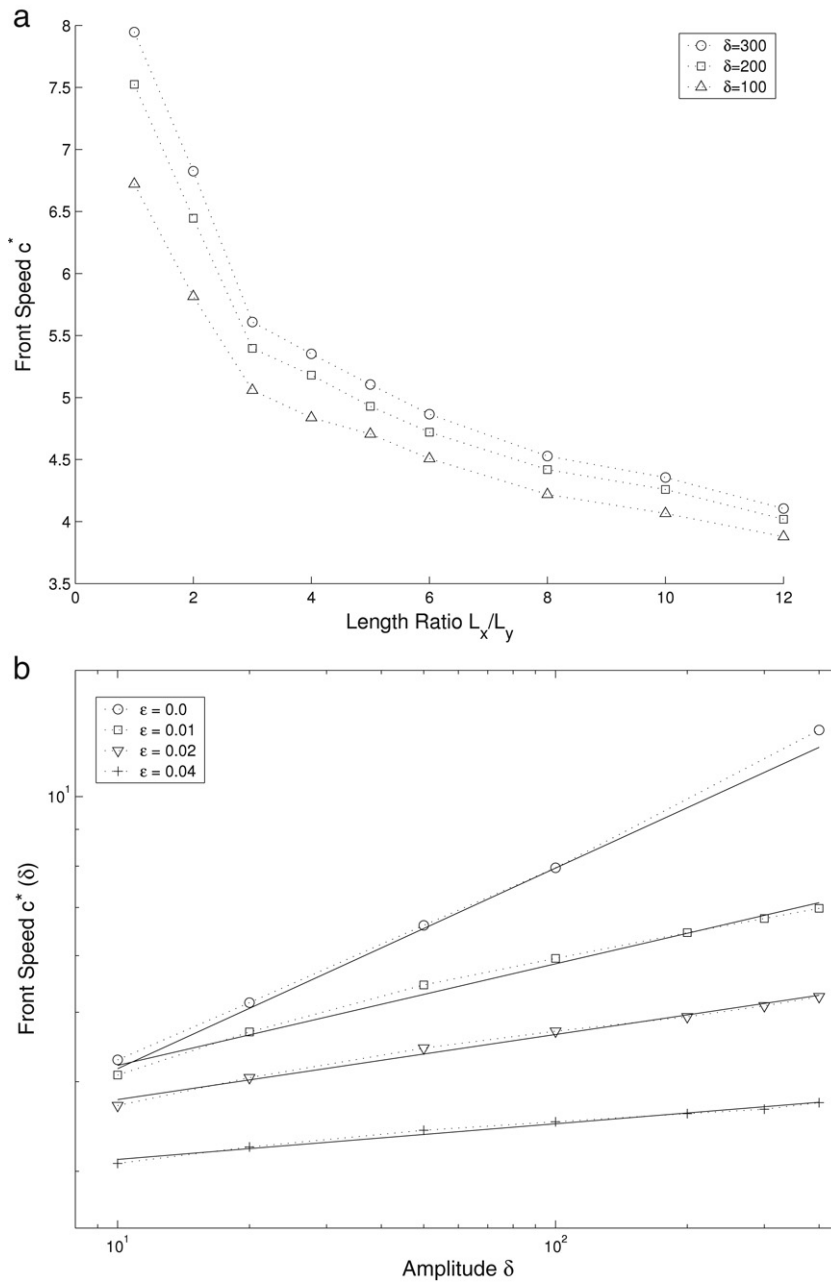 a
8
7.5
7
6.5
6
5.5
5
4.5
4
3.5
Front Speed c*
δ=300
δ=200
δ=100
0
2
4
6
8
10
12
Length Ratio Lx/Ly
b
ε = 0.0
ε = 0.01
ε = 0.02
ε = 0.04
10¹
Front Speed c* (δ)
10¹
10²
Amplitude δ